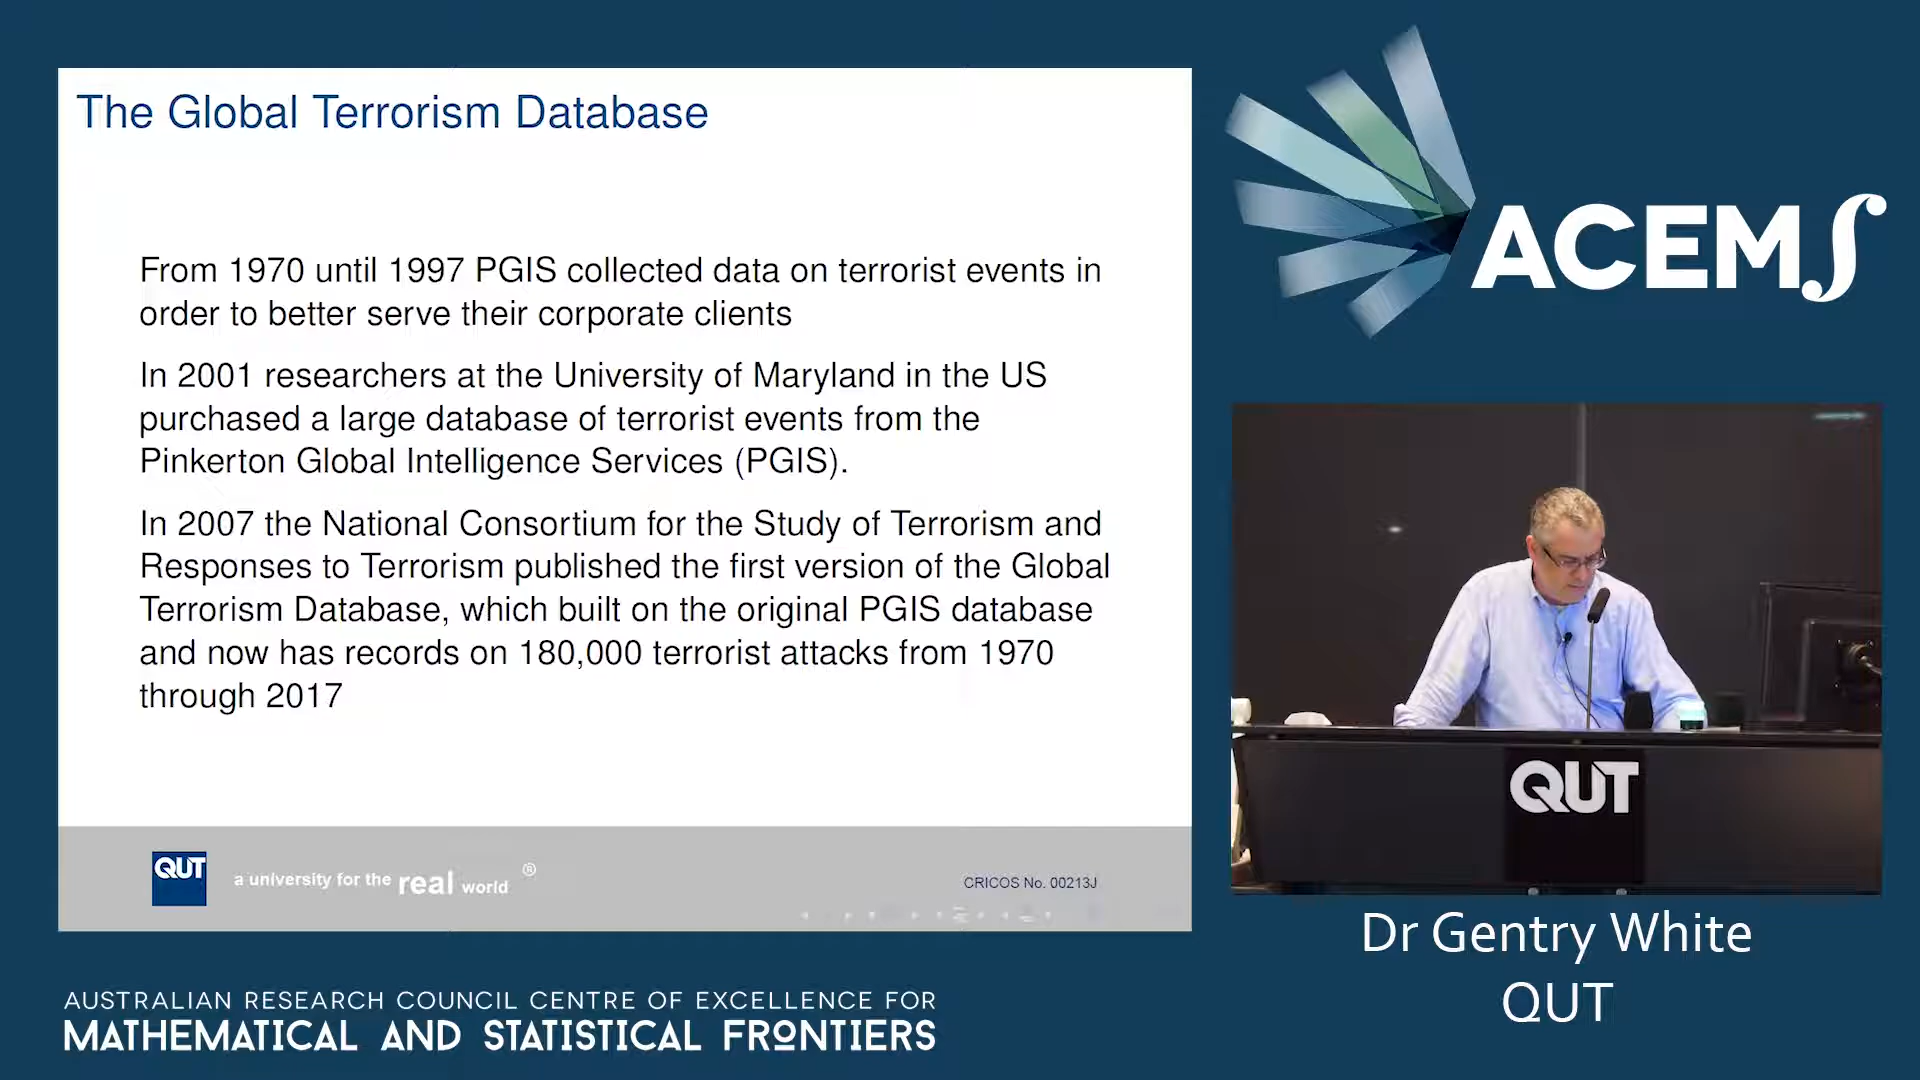 The Global Terrorism Database
From 1970 until 1997 PGIS collected data on terrorist events in
order to better serve their corporate clients
In 2001 researchers at the University of Maryland in the US
purchased a large database of terrorist events from the
Pinkerton Global Intelligence Services (PGIS).
In 2007 the National Consortium for the Study of Terrorism and
Responses to Terrorism published the first version of the Global
Terrorism Database, which built on the original PGIS database
and now has records on 180,000 terrorist attacks from 1970
through 2017
QUT
a university for the real world ®
CRICOS No. 00213J
ACEMS
QUT
Dr Gentry White
QUT
AUSTRALIAN RESEARCH COUNCIL CENTRE OF EXCELLENCE FOR
MATHEMATICAL AND STATISTICAL FRONTIERS